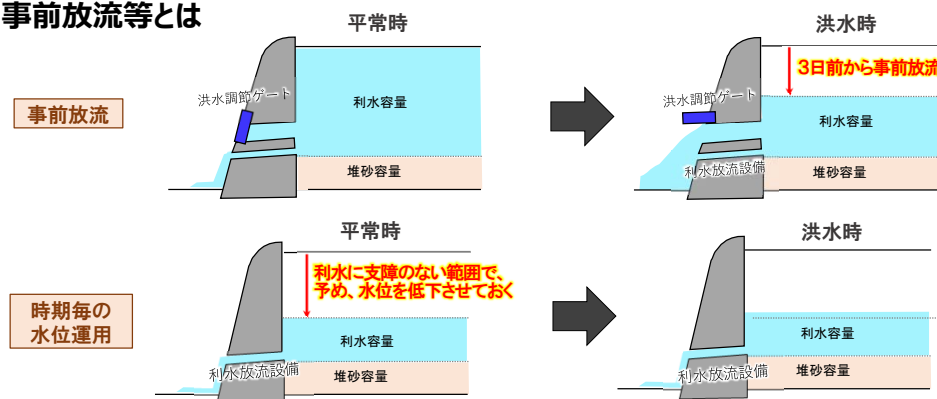 事前放流等とは
平常時
洪水時
事前放流
洪水調節ゲート
利水容量
堆砂容量
3日前から事前放流
洪水調節ゲート
利水容量
利水放流設備
堆砂容量
平常時
洪水時
時期毎の
水位運用
利水に支障のない範囲で、
予め、水位を低下させておく
利水容量
利水放流設備
堆砂容量
利水容量
利水放流設備
堆砂容量